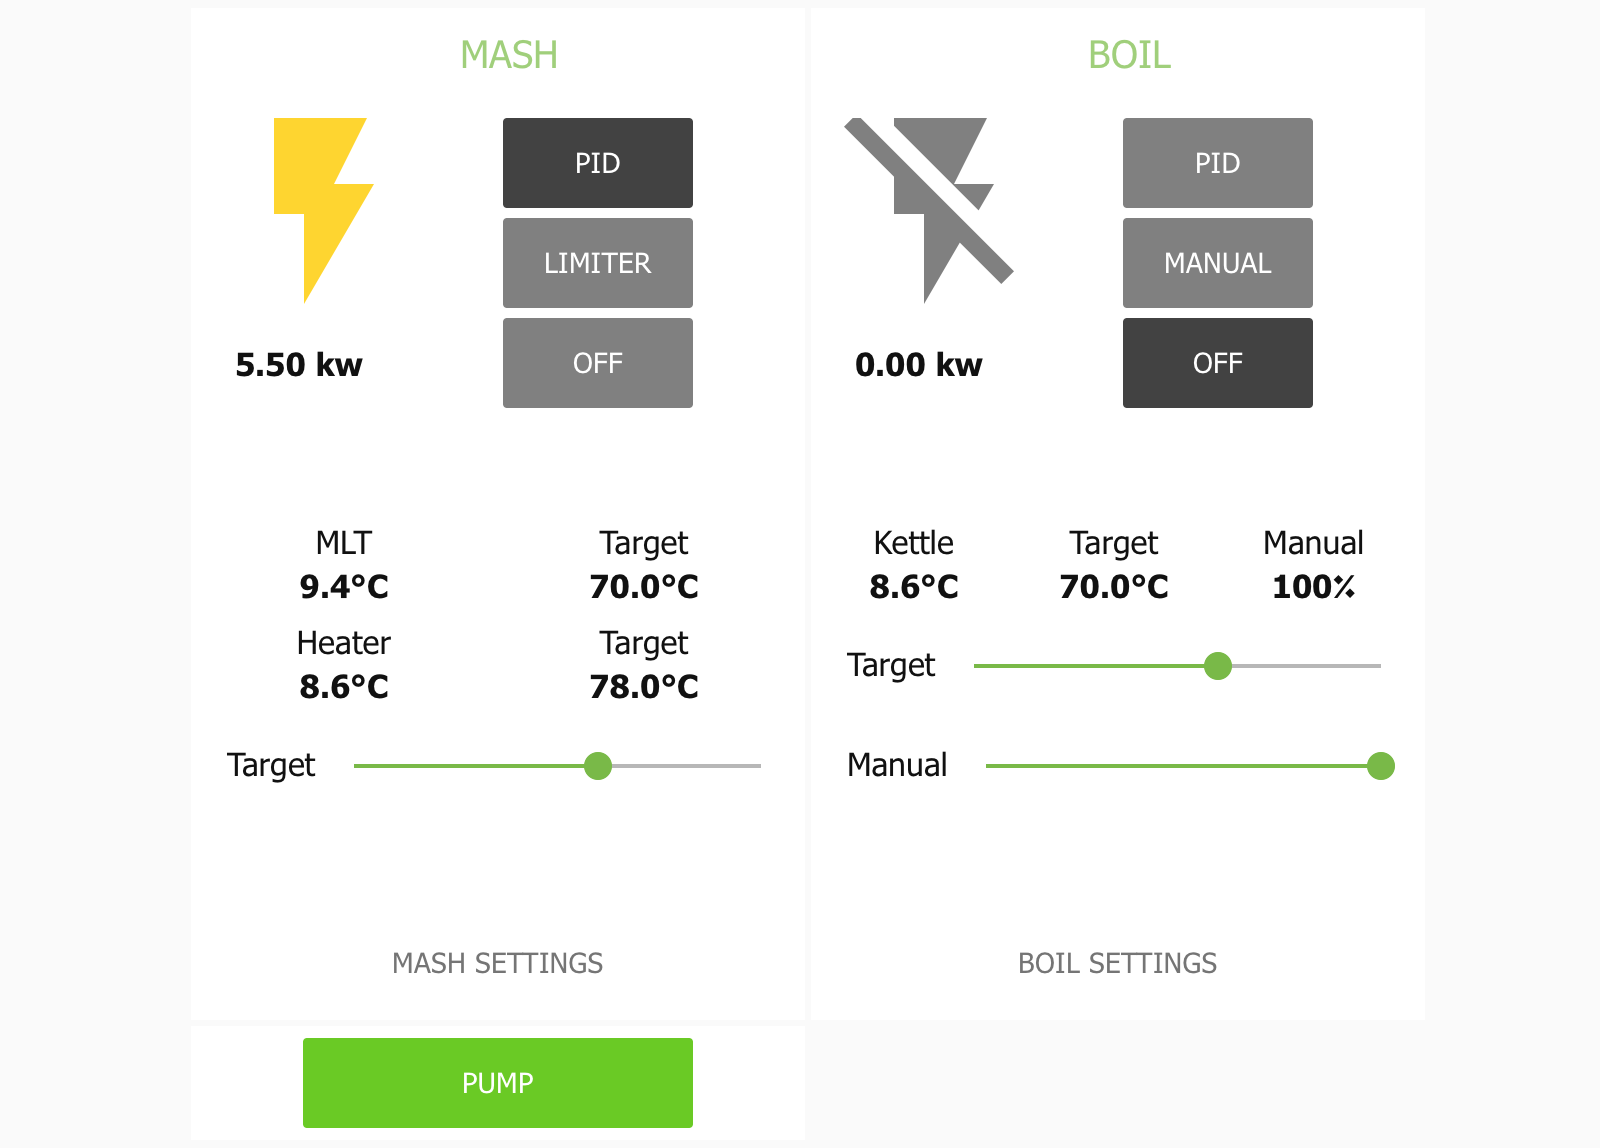 MASH
PID
LIMITER
OFF
5.50 kw
MLT Target
9.4°C 70.0°C
Heater Target
8.6°C 78.0°C
Target
MASH SETTINGS
PUMP
BOIL
PID
MANUAL
OFF
0.00 kw
Kettle Target Manual
8.6°C 70.0°C 100%
Target
Manual
BOIL SETTINGS